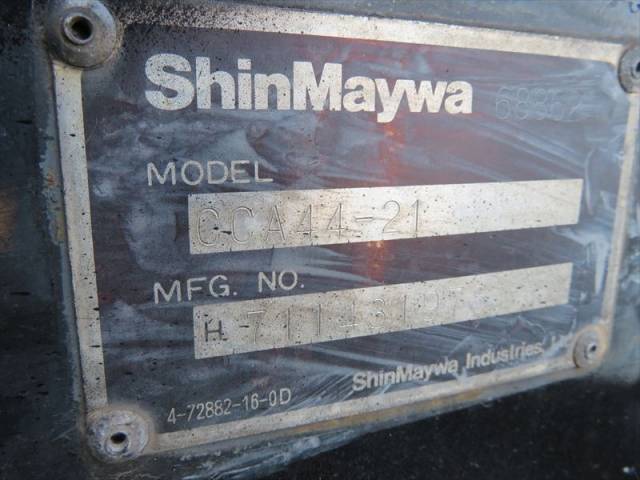 ShinMaywa
MODEL
CCA44-21
MFG. NO.
H
ShinMaywa Industries
4-72882-16-0D